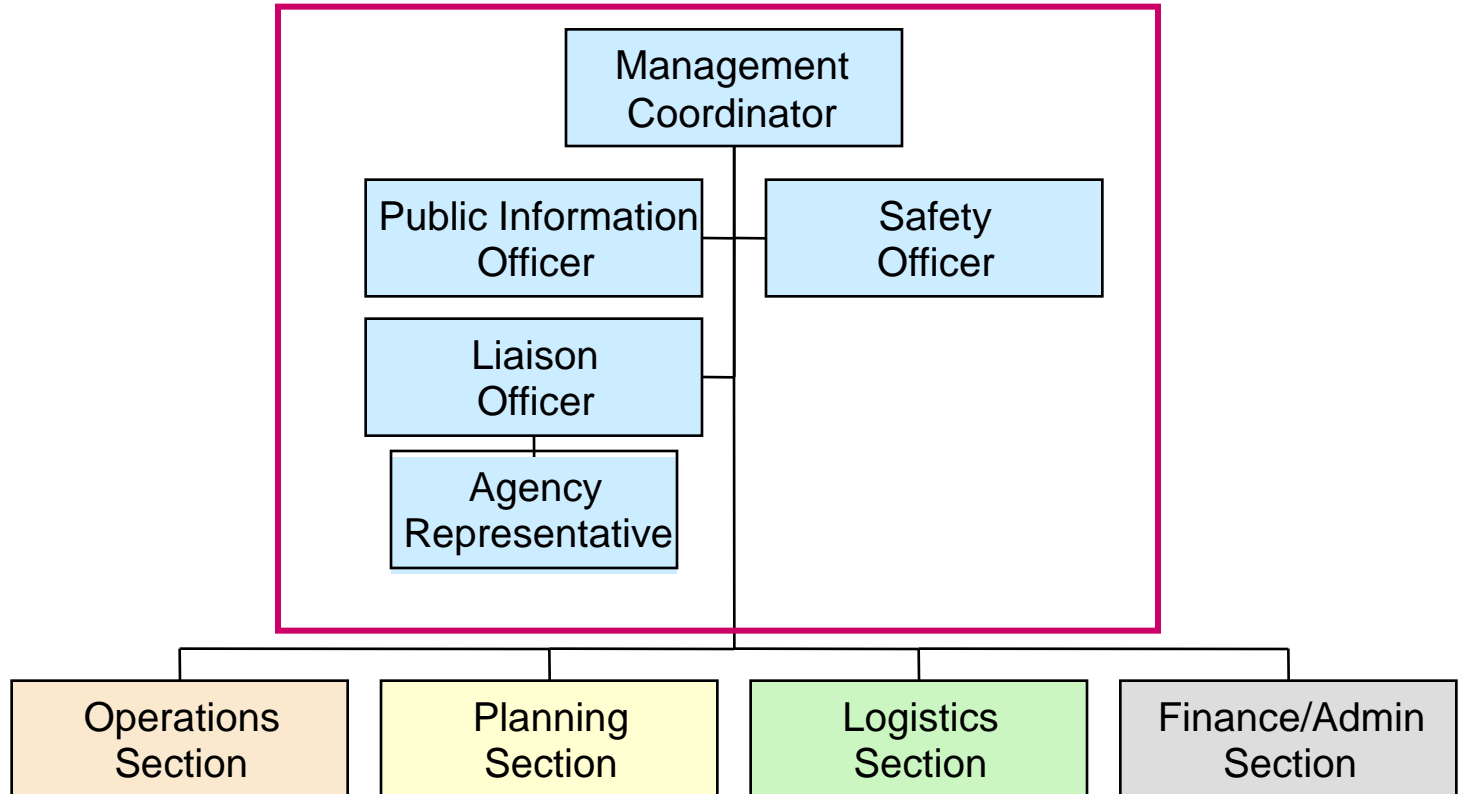 Management
Coordinator
Public Information
Officer
Safety
Officer
Liaison
Officer
Agency
Representative
Operations
Section
Planning
Section
Logistics
Section
Finance/Admin
Section